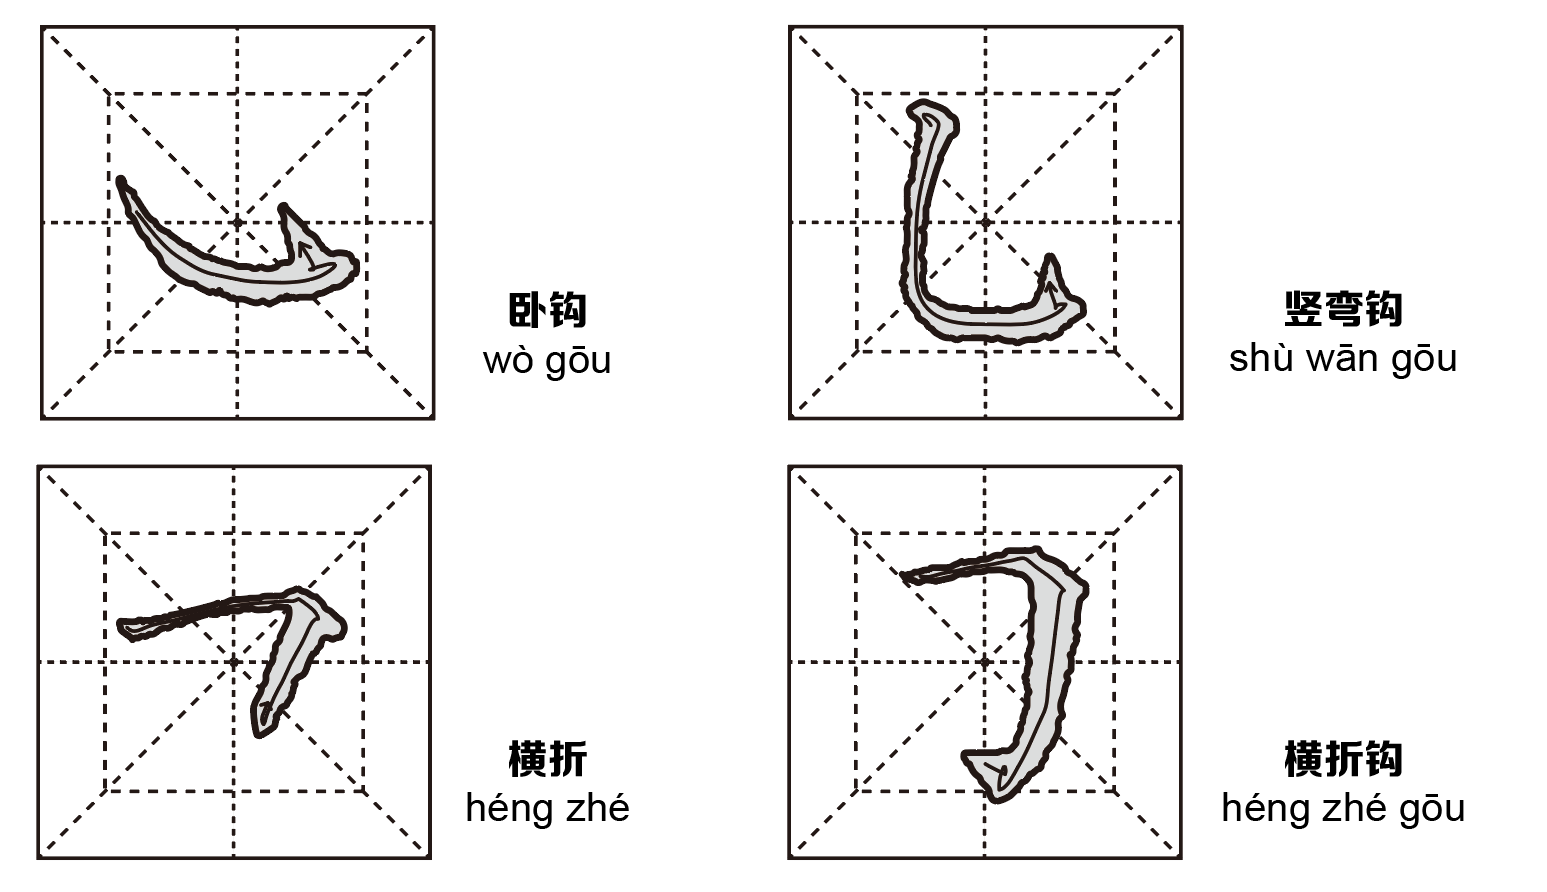 卧钩
wò gōu
竖弯钩
shù wān gōu
横折
héng zhé
横折钩
héng zhé gōu